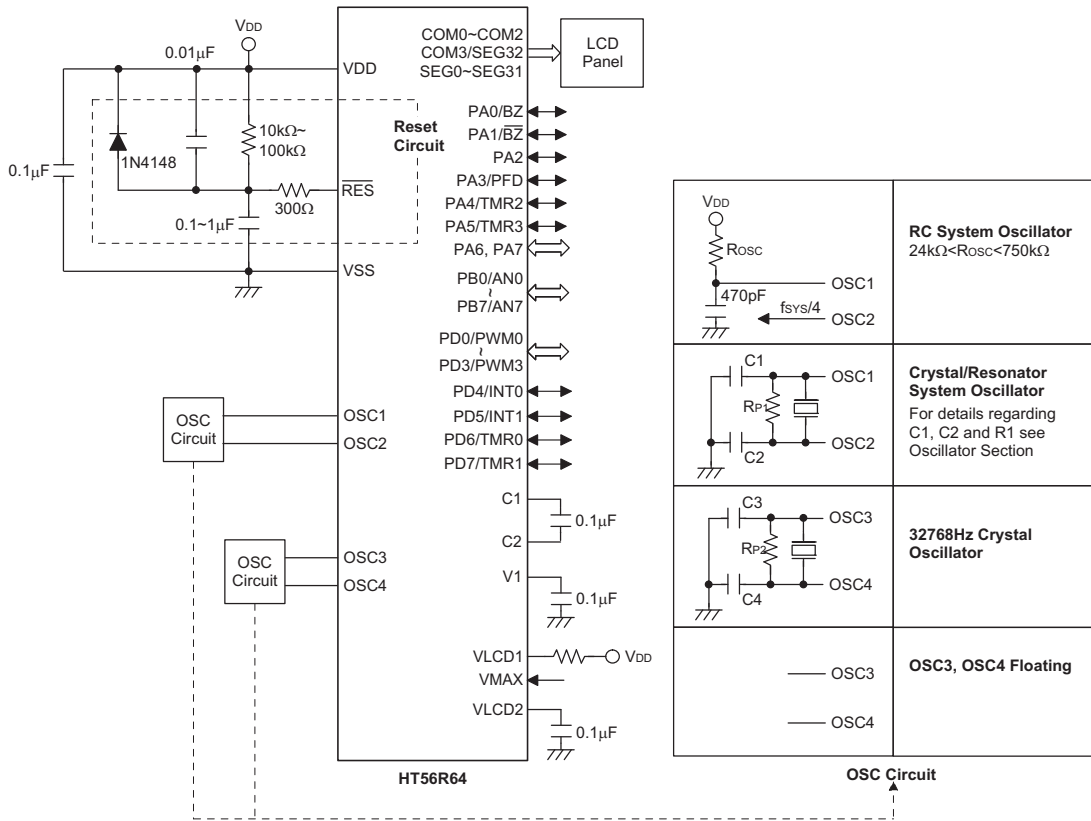 VDD
0.01μF
VDD
COM0~COM2
COM3/SEG32
SEG0~SEG31
LCD
Panel
10kΩ~
100kΩ
Reset
Circuit
1N4148
0.1μF
RES
300Ω
0.1~1μF
VSS
PA0/BZ
PA1/BZ
PA2
PA3/PFD
PA4/TMR2
PA5/TMR3
PA6, PA7
PB0/AN0
~
PB7/AN7
PD0/PWM0
~
PD3/PWM3
PD4/INT0
PD5/INT1
PD6/TMR0
PD7/TMR1
OSC
Circuit
OSC1
OSC2
C1
0.1μF
C2
OSC
Circuit
OSC3
OSC4
V1
0.1μF
VLCD1
VDD
VMAX
VLCD2
0.1μF
HT56R64
VDD
ROSC
OSC1
470pF
fSYS/4
OSC2
RC System Oscillator
24kΩ<ROSC<750kΩ
C1
OSC1
RP1
OSC2
C2
Crystal/Resonator
System Oscillator
For details regarding
C1, C2 and R1 see
Oscillator Section
C3
OSC3
RP2
OSC4
C4
32768Hz Crystal
Oscillator
OSC3
OSC4
OSC3, OSC4 Floating
OSC Circuit